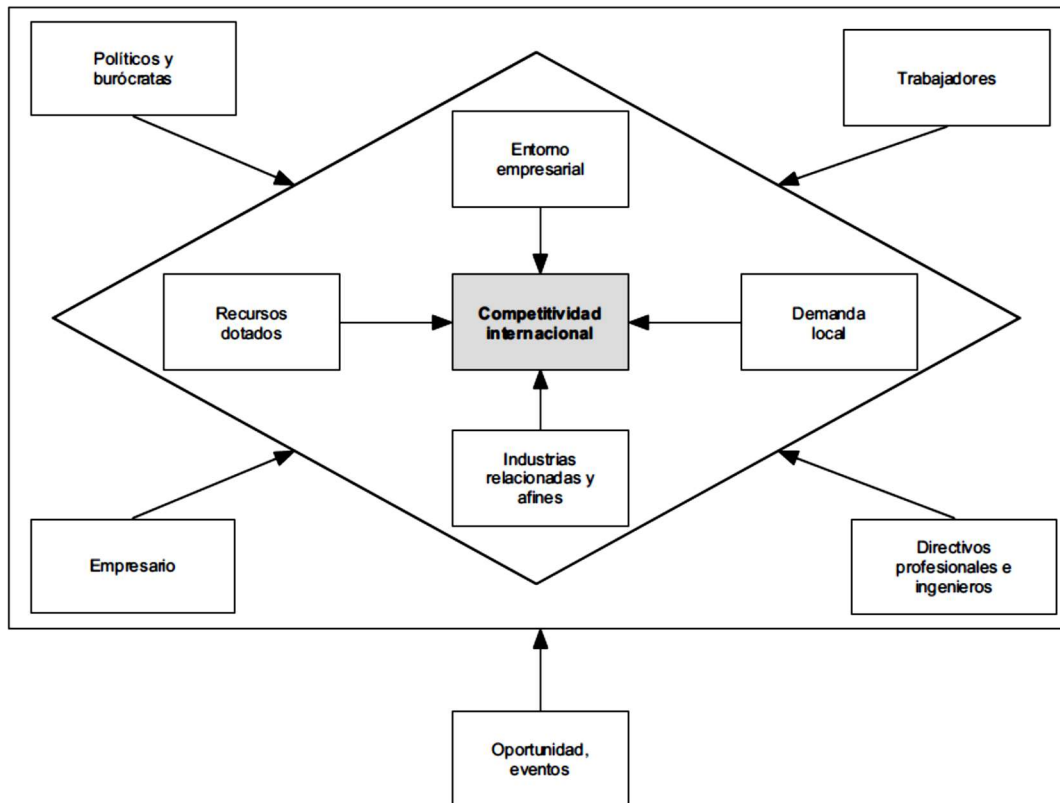 Políticos y
burócratas
Trabajadores
Entorno
empresarial
Recursos
dotados
Competitividad
internacional
Demanda
local
Industrias
relacionadas y
afines
Empresario
Directivos
profesionales e
ingenieros
Oportunidad,
eventos